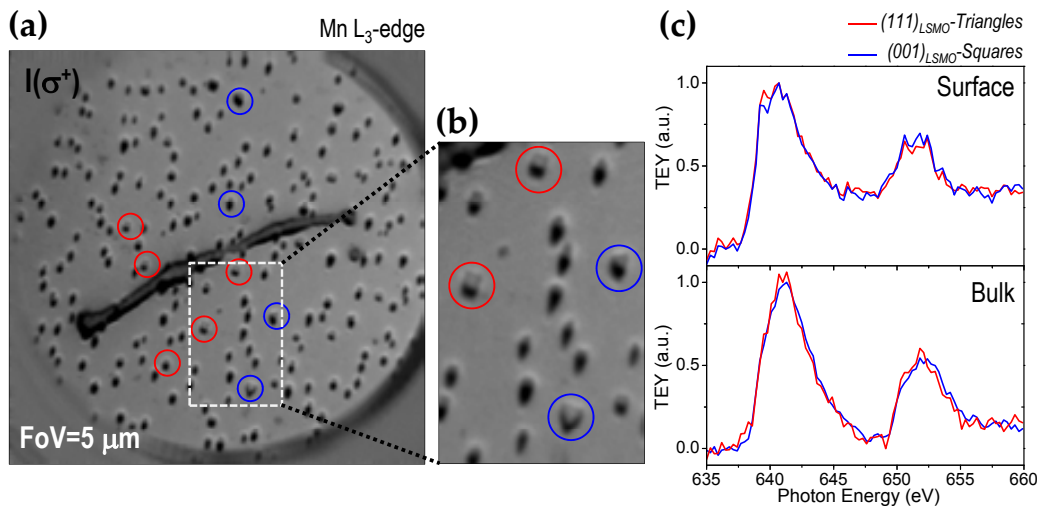 (a)
Mn L₃-edge
I(σ⁺)
FoV=5 μm
(b)
(c)
(111)LSMO-Triangles
(001)LSMO-Squares
Surface
TEY (a.u.)
1.0
0.5
0.0
Bulk
TEY (a.u.)
1.0
0.5
0.0
635 640 645 650 655 660
Photon Energy (eV)